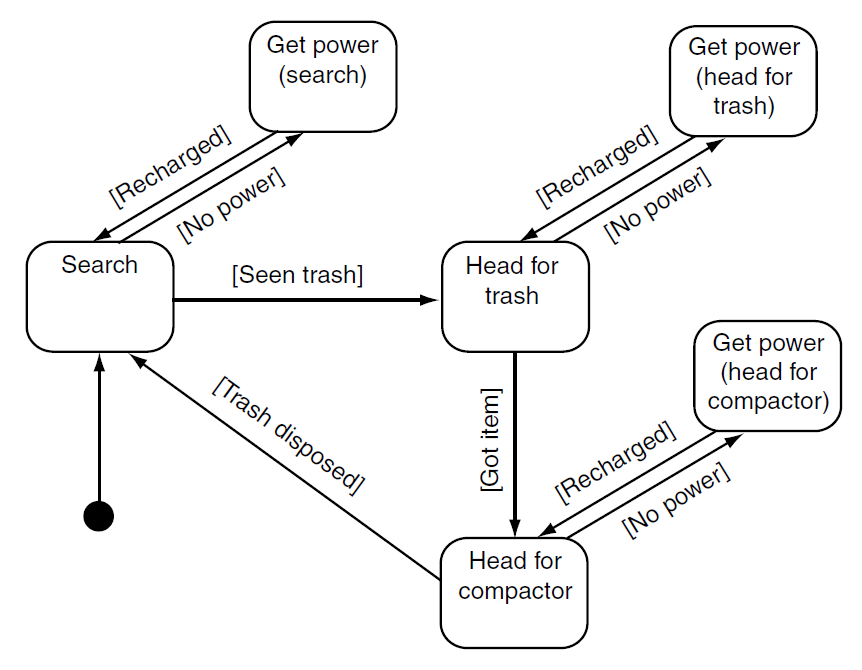 Get power
(search)
Get power
(head for
trash)
[Recharged]
[No power]
[Recharged]
[No power]
Search
[Seen trash]
Head for
trash
Get power
(head for
compactor)
[Trash disposed]
[Got item]
[Recharged]
[No power]
Head for
compactor